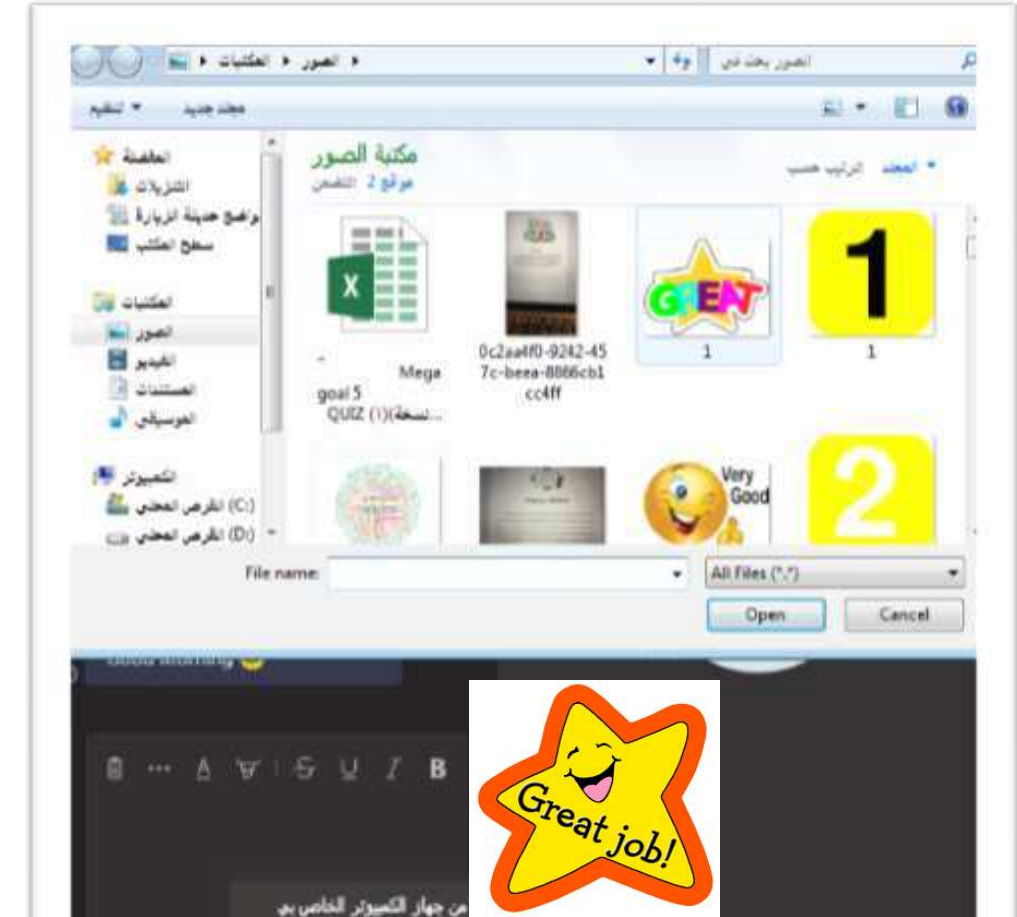 المكتبات
الصور
الصور بحث في
تنظيم
مجلد جديد
المفضلة
التنزيلات
سطح المكتب
المكتبات
الصور
الفيديو
المستندات
الموسيقى
الكمبيوتر
القرص المحلي (C:)
القرص المحلي (D:)
مكتبة الصور
الترتيب حسب
المجلد
Mega
goal 5
QUIZ (١)(نسخة...
0c2aa4f0-9242-45
7c-beea-8866cb1
cc4ff
GREAT
1
1
1
Very
Good
2
File name:
All Files (*.*)
Open
Cancel
Good Morning
A
S U I B
Great job!
من جهاز الكمبيوتر الخاص بي